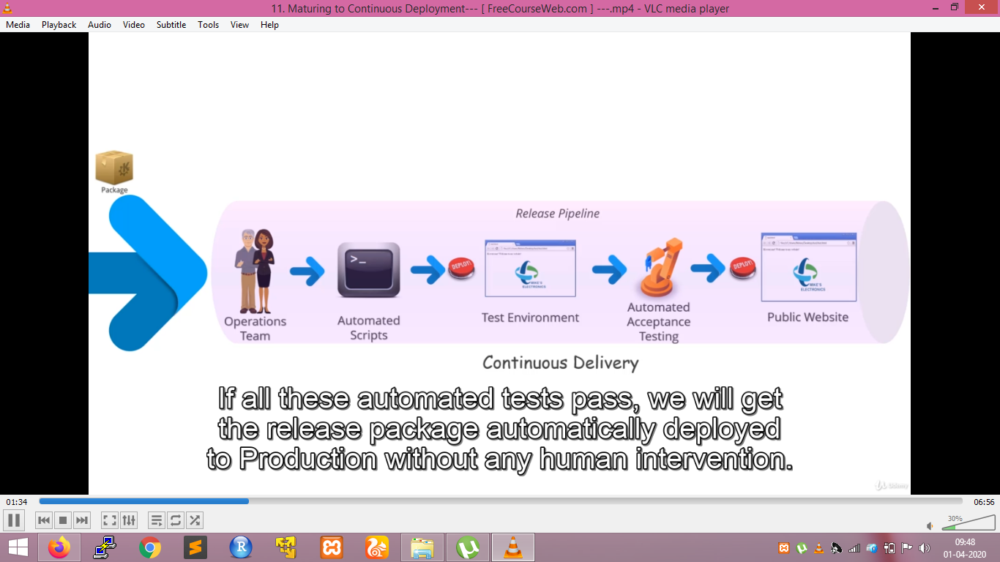 11. Maturing to Continuous Deployment--- [ FreeCourseWeb.com ] ---.mp4 - VLC media player
Media Playback Audio Video Subtitle Tools View Help
Package
Release Pipeline
>_
DEPLOY!
DEPLOY!
MIKE'S
ELECTRONICS
MIKE'S
ELECTRONICS
Operations
Team
Automated
Scripts
Test Environment
Automated
Acceptance
Testing
Public Website
Continuous Delivery
If all these automated tests pass, we will get
the release package automatically deployed
to Production without any human intervention.
Udemy
01:34
06:56
30%
09:48
01-04-2020